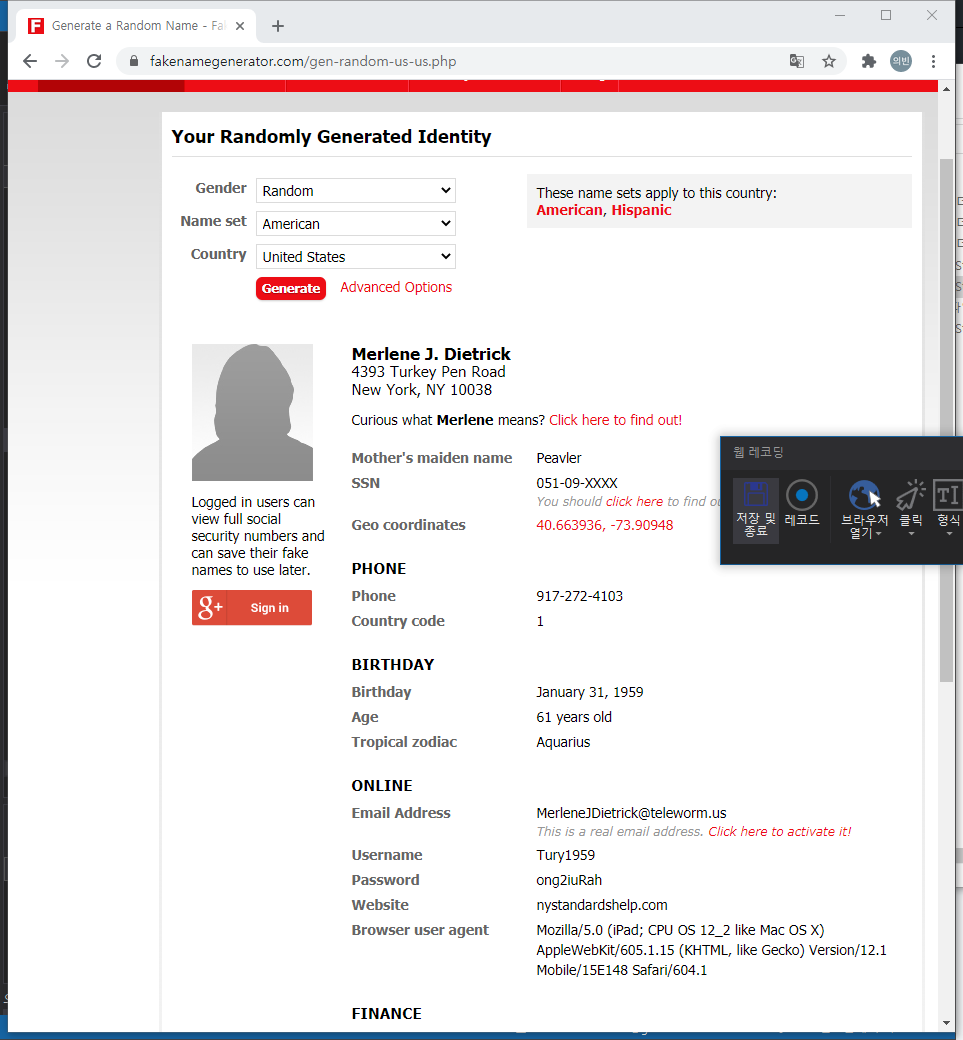 Generate a Random Name - Fa
fakenamegenerator.com/gen-random-us-us.php
의빈
Your Randomly Generated Identity
Gender Random
Name set American
Country United States
Generate Advanced Options
These name sets apply to this country:
American, Hispanic
Merlene J. Dietrick
4393 Turkey Pen Road
New York, NY 10038
Curious what Merlene means? Click here to find out!
Mother's maiden name Peavler
SSN 051-09-XXXX
You should click here to find
Geo coordinates 40.663936, -73.90948
Logged in users can
view full social
security numbers and
can save their fake
names to use later.
g+ Sign in
PHONE
Phone 917-272-4103
Country code 1
BIRTHDAY
Birthday January 31, 1959
Age 61 years old
Tropical zodiac Aquarius
ONLINE
Email Address MerleneJDietrick@teleworm.us
This is a real email address. Click here to activate it!
Username Tury1959
Password ong2iuRah
Website nystandardshelp.com
Browser user agent Mozilla/5.0 (iPad; CPU OS 12_2 like Mac OS X)
AppleWebKit/605.1.15 (KHTML, like Gecko) Version/12.1
Mobile/15E148 Safari/604.1
FINANCE
웹 레코딩
저장 및
종료
레코드
브라우저
열기
클릭
형식